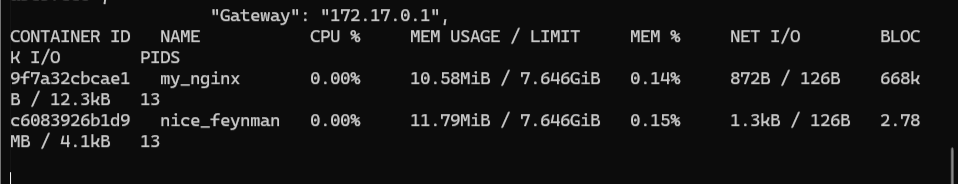 "Gateway": "172.17.0.1",
CONTAINER ID   NAME           CPU %     MEM USAGE / LIMIT     MEM %     NET I/O        BLOC
K I/O        PIDS
9f7a32cbcae1   my_nginx       0.00%     10.58MiB / 7.646GiB   0.14%     872B / 126B    668k
B / 12.3kB   13
c6083926b1d9   nice_feynman   0.00%     11.79MiB / 7.646GiB   0.15%     1.3kB / 126B   2.78
MB / 4.1kB   13